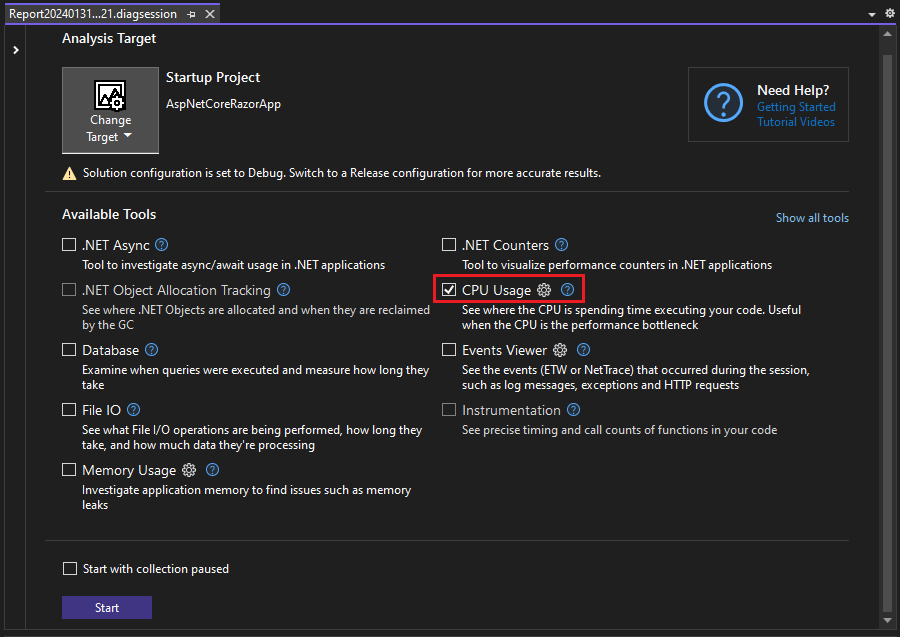 Report20240131...21.diagsession
Analysis Target
Change
Target
Startup Project
AspNetCoreRazorApp
Need Help?
Getting Started
Tutorial Videos
Solution configuration is set to Debug. Switch to a Release configuration for more accurate results.
Available Tools
Show all tools
.NET Async
Tool to investigate async/await usage in .NET applications
.NET Object Allocation Tracking
See where .NET Objects are allocated and when they are reclaimed
by the GC
Database
Examine when queries were executed and measure how long they
take
File IO
See what File I/O operations are being performed, how long they
take, and how much data they're processing
Memory Usage
Investigate application memory to find issues such as memory
leaks
.NET Counters
Tool to visualize performance counters in .NET applications
CPU Usage
See where the CPU is spending time executing your code. Useful
when the CPU is the performance bottleneck
Events Viewer
See the events (ETW or NetTrace) that occurred during the session,
such as log messages, exceptions and HTTP requests
Instrumentation
See precise timing and call counts of functions in your code
Start with collection paused
Start